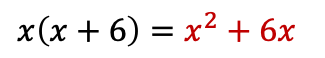 x(x + 6) = x² + 6x